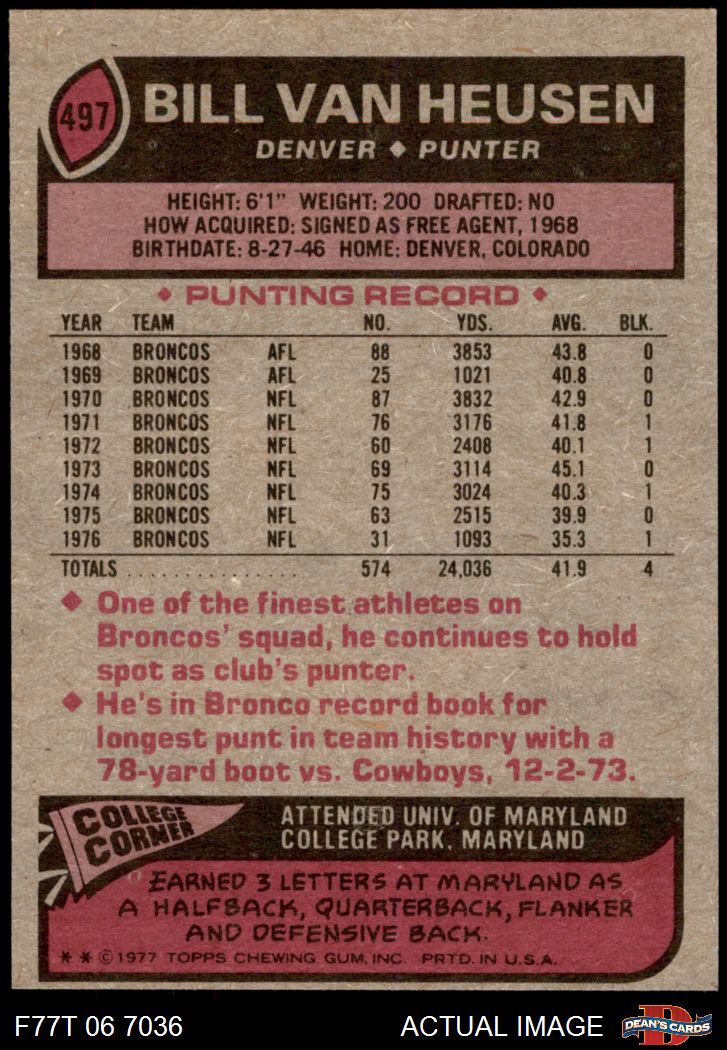 497
BILL VAN HEUSEN
DENVER ◆ PUNTER
HEIGHT: 6'1" WEIGHT: 200 DRAFTED: NO
HOW ACQUIRED: SIGNED AS FREE AGENT, 1968
BIRTHDATE: 8-27-46 HOME: DENVER, COLORADO
◆ PUNTING RECORD ◆
YEAR TEAM NO. YDS. AVG. BLK.
1968 BRONCOS AFL 88 3853 43.8 0
1969 BRONCOS AFL 25 1021 40.8 0
1970 BRONCOS NFL 87 3832 42.9 0
1971 BRONCOS NFL 76 3176 41.8 1
1972 BRONCOS NFL 60 2408 40.1 1
1973 BRONCOS NFL 69 3114 45.1 0
1974 BRONCOS NFL 75 3024 40.3 1
1975 BRONCOS NFL 63 2515 39.9 0
1976 BRONCOS NFL 31 1093 35.3 1
TOTALS . . . . . . . . . . . . . . . . 574 24,036 41.9 4
◆ One of the finest athletes on
Broncos' squad, he continues to hold
spot as club's punter.
◆ He's in Bronco record book for
longest punt in team history with a
78-yard boot vs. Cowboys, 12-2-73.
COLLEGE
CORNER
ATTENDED UNIV. OF MARYLAND
COLLEGE PARK, MARYLAND
EARNED 3 LETTERS AT MARYLAND AS
A HALFBACK, QUARTERBACK, FLANKER
AND DEFENSIVE BACK.
* * © 1977 TOPPS CHEWING GUM, INC. PRTD. IN U.S.A.
F77T 06 7036
ACTUAL IMAGE
D
DEAN'S CARDS